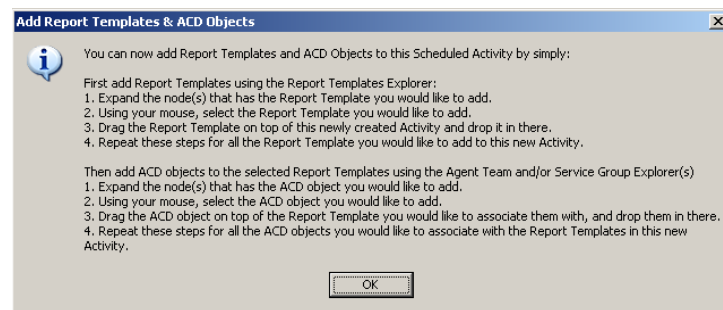 Add Report Templates & ACD Objects
You can now add Report Templates and ACD Objects to this Scheduled Activity by simply:
First add Report Templates using the Report Templates Explorer:
1. Expand the node(s) that has the Report Template you would like to add.
2. Using your mouse, select the Report Template you would like to add.
3. Drag the Report Template on top of this newly created Activity and drop it in there.
4. Repeat these steps for all the Report Template you would like to add to this new Activity.
Then add ACD objects to the selected Report Templates using the Agent Team and/or Service Group Explorer(s)
1. Expand the node(s) that has the ACD object you would like to add.
2. Using your mouse, select the ACD object you would like to add.
3. Drag the ACD object on top of the Report Template you would like to associate them with, and drop them in there.
4. Repeat these steps for all the ACD objects you would like to associate with the Report Templates in this new
Activity.
OK